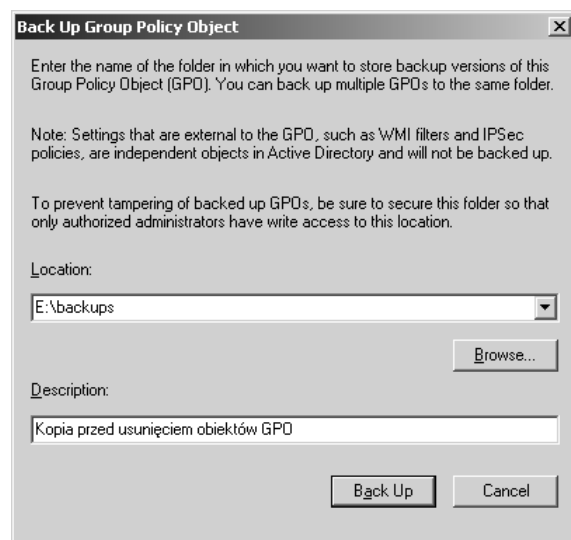 Back Up Group Policy Object
Enter the name of the folder in which you want to store backup versions of this
Group Policy Object (GPO). You can back up multiple GPOs to the same folder.
Note: Settings that are external to the GPO, such as WMI filters and IPSec
policies, are independent objects in Active Directory and will not be backed up.
To prevent tampering of backed up GPOs, be sure to secure this folder so that
only authorized administrators have write access to this location.
Location:
E:\backups
Browse...
Description:
Kopia przed usunięciem obiektów GPO
Back Up
Cancel